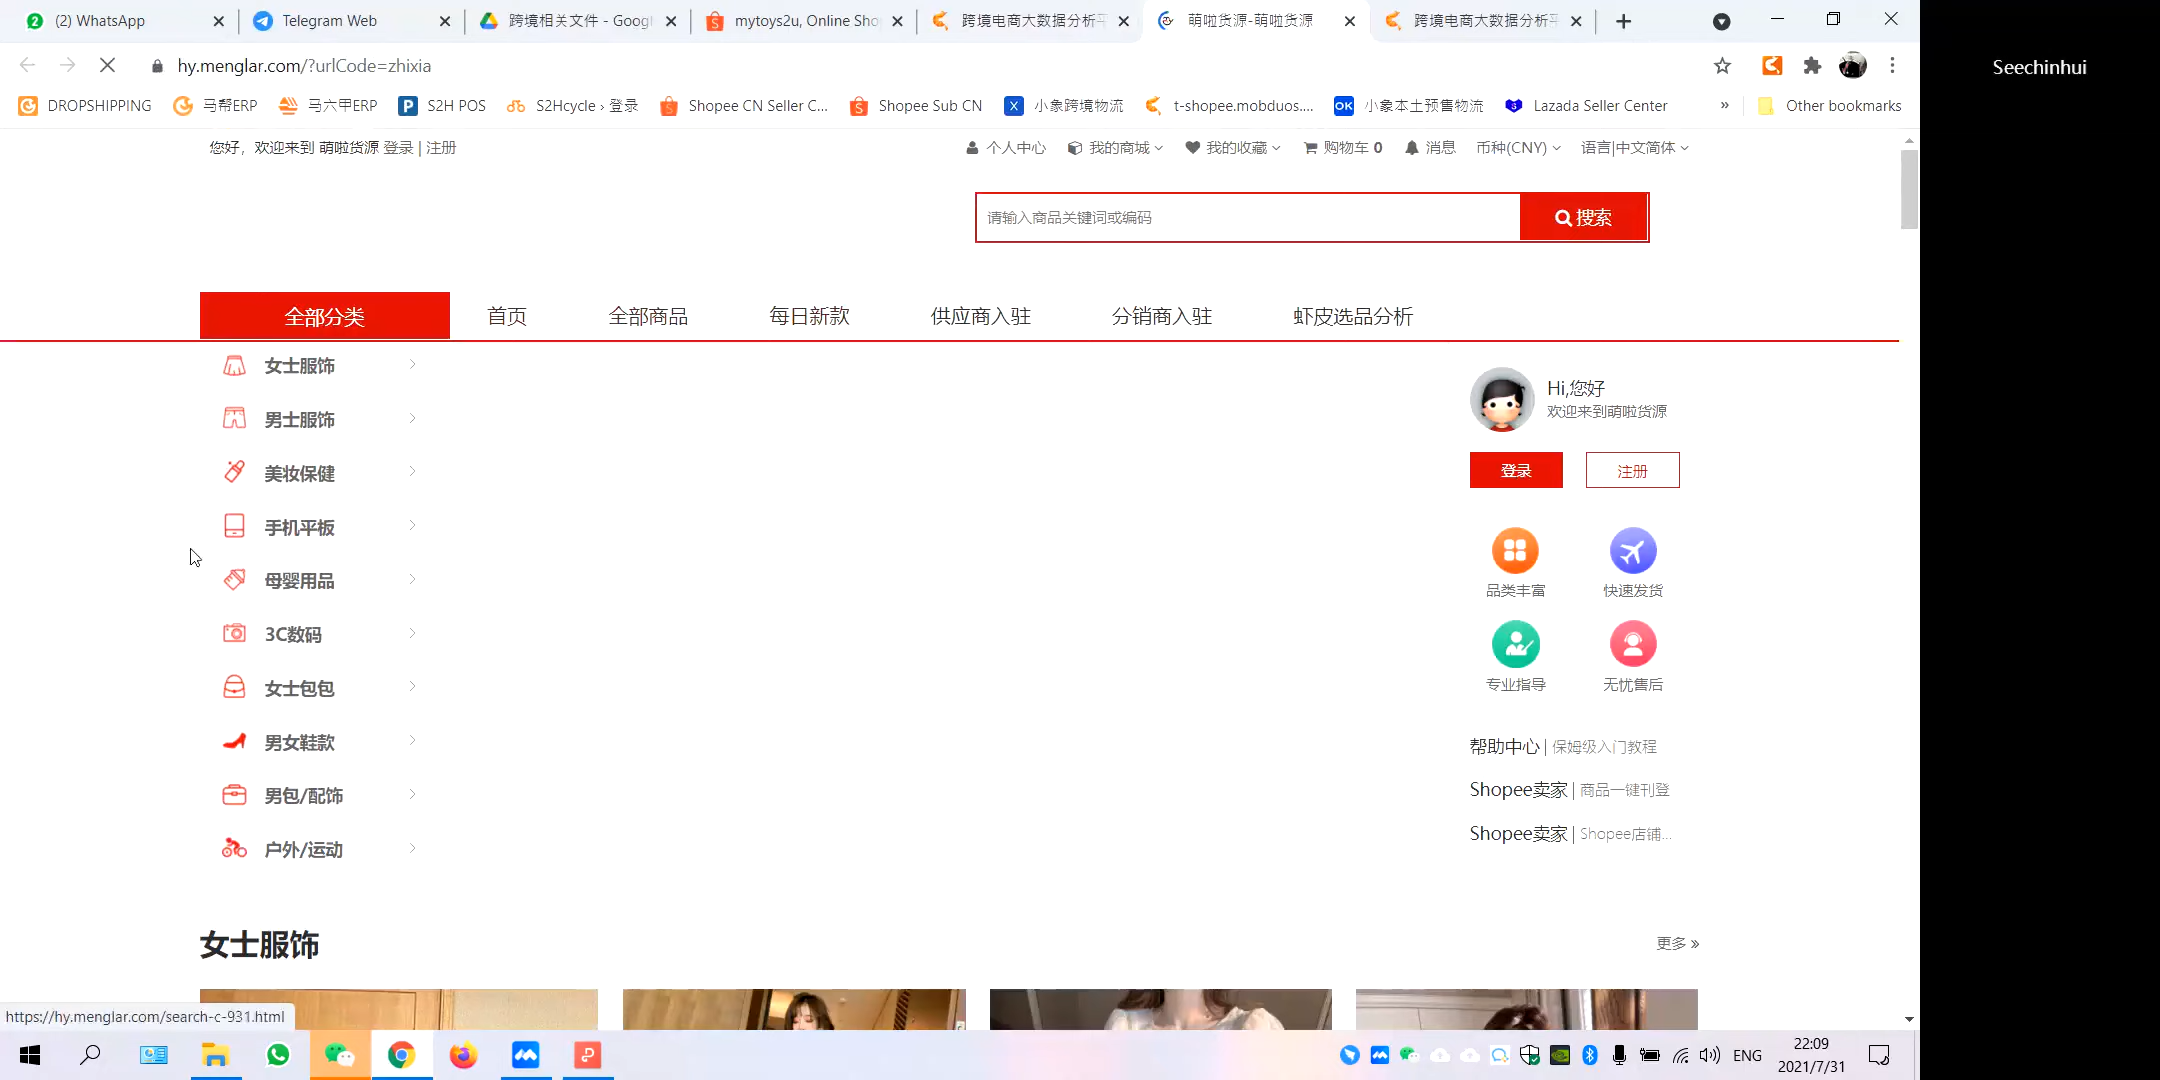 (2) WhatsApp
Telegram Web
跨境相关文件 - Googl
mytoys2u, Online Sho
跨境电商大数据分析平
萌啦货源-萌啦货源
跨境电商大数据分析平
Seechinhui
hy.menglar.com/?urlCode=zhixia
DROPSHIPPING
马帮ERP
马六甲ERP
S2H POS
S2Hcycle › 登录
Shopee CN Seller C...
Shopee Sub CN
小象跨境物流
t-shopee.mobduos....
小象本土预售物流
Lazada Seller Center
»
Other bookmarks
您好，欢迎来到 萌啦货源 登录 | 注册
个人中心
我的商城
我的收藏
购物车 0
消息
币种(CNY)
语言|中文简体
请输入商品关键词或编码
搜索
全部分类
首页
全部商品
每日新款
供应商入驻
分销商入驻
虾皮选品分析
女士服饰
男士服饰
美妆保健
手机平板
母婴用品
3C数码
女士包包
男女鞋款
男包/配饰
户外/运动
Hi,您好
欢迎来到萌啦货源
登录
注册
品类丰富
快速发货
专业指导
无忧售后
帮助中心 | 保姆级入门教程
Shopee卖家 | 商品一键刊登
Shopee卖家 | Shopee店铺...
女士服饰
更多 »
https://hy.menglar.com/search-c-931.html
ENG
22:09
2021/7/31